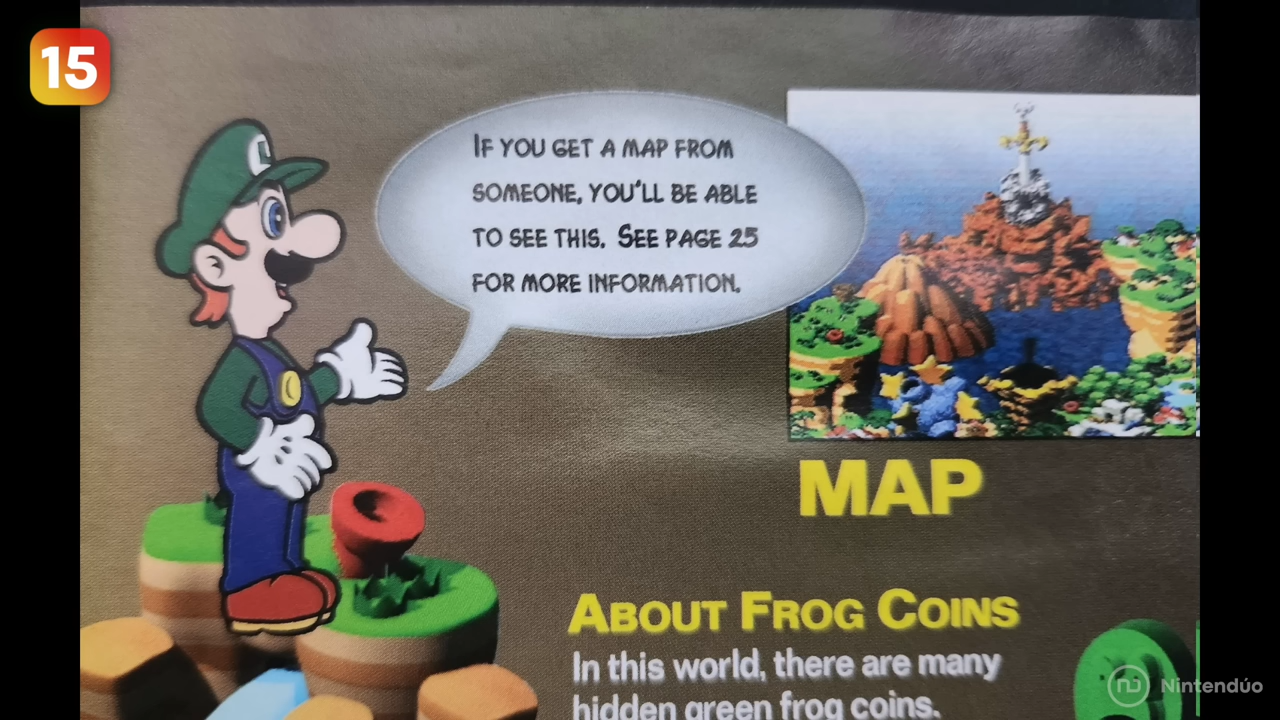 15
IF YOU GET A MAP FROM
SOMEONE, YOU'LL BE ABLE
TO SEE THIS. SEE PAGE 25
FOR MORE INFORMATION.
L
MAP
ABOUT FROG COINS
In this world, there are many
hidden green frog coins.
Nintendúo